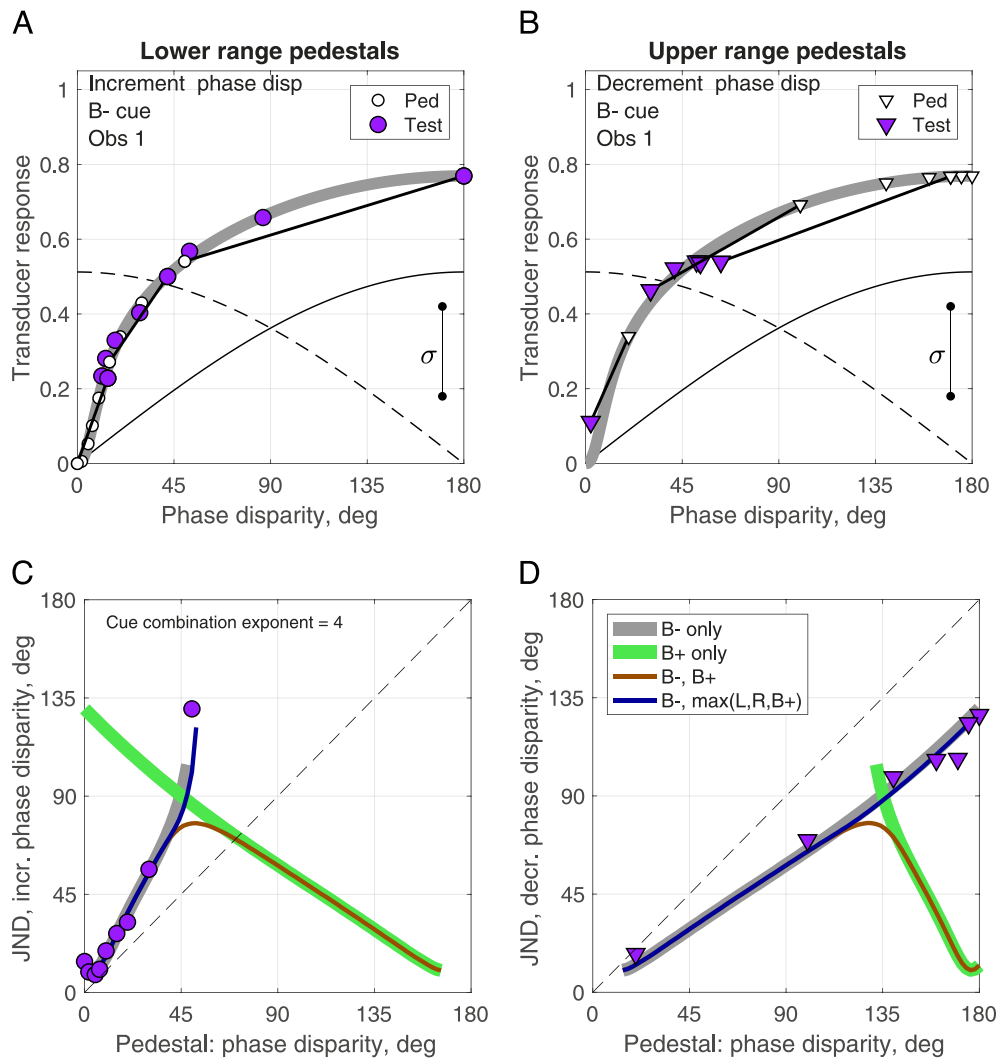 A
Lower range pedestals
Increment phase disp
B- cue
Obs 1
Ped
Test
σ
Transducer response
1
0.8
0.6
0.4
0.2
0
0 45 90 135 180
Phase disparity, deg
B
Upper range pedestals
Decrement phase disp
B- cue
Obs 1
Ped
Test
σ
Transducer response
1
0.8
0.6
0.4
0.2
0
0 45 90 135 180
Phase disparity, deg
C
Cue combination exponent = 4
JND, incr. phase disparity, deg
180
135
90
45
0
0 45 90 135 180
Pedestal: phase disparity, deg
D
B- only
B+ only
B-, B+
B-, max(L,R,B+)
JND, decr. phase disparity, deg
180
135
90
45
0
0 45 90 135 180
Pedestal: phase disparity, deg